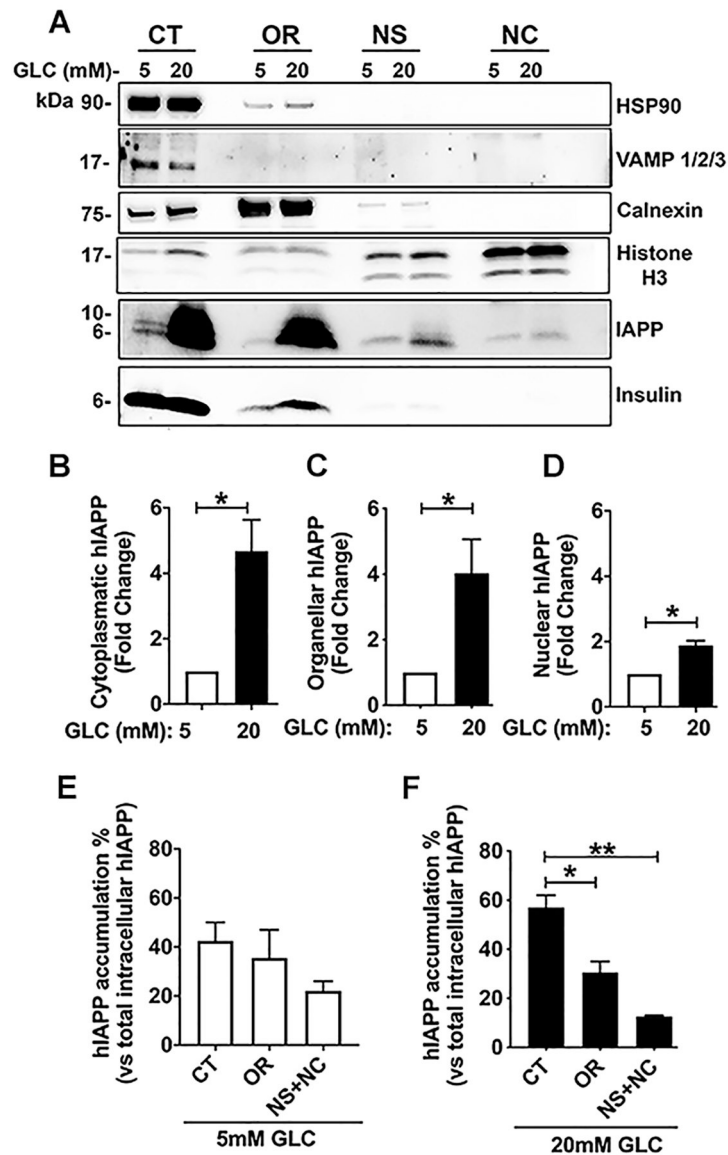 A
CT OR NS NC
GLC (mM)- 5 20 5 20 5 20 5 20
kDa 90- HSP90
17- VAMP 1/2/3
75- Calnexin
17- Histone H3
10-
6- IAPP
6- Insulin
B
Cytoplasmatic hIAPP
(Fold Change)
6
4
2
0
*
GLC (mM): 5 20
C
Organellar hIAPP
(Fold Change)
6
4
2
0
*
GLC (mM): 5 20
D
Nuclear hIAPP
(Fold Change)
6
4
2
0
*
GLC (mM): 5 20
E
hIAPP accumulation %
(vs total intracellular hIAPP)
80
60
40
20
0
CT OR NS+NC
5mM GLC
F
hIAPP accumulation %
(vs total intracellular hIAPP)
80
60
40
20
0
**
*
CT OR NS+NC
20mM GLC